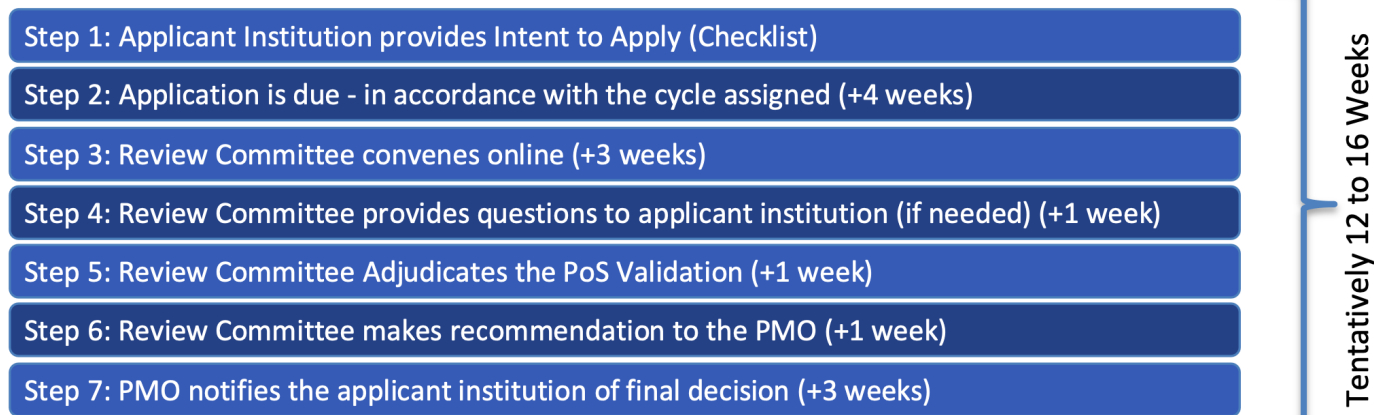 Step 1: Applicant Institution provides Intent to Apply (Checklist)
Step 2: Application is due - in accordance with the cycle assigned (+4 weeks)
Step 3: Review Committee convenes online (+3 weeks)
Step 4: Review Committee provides questions to applicant institution (if needed) (+1 week)
Step 5: Review Committee Adjudicates the PoS Validation (+1 week)
Step 6: Review Committee makes recommendation to the PMO (+1 week)
Step 7: PMO notifies the applicant institution of final decision (+3 weeks)
Tentatively 12 to 16 Weeks